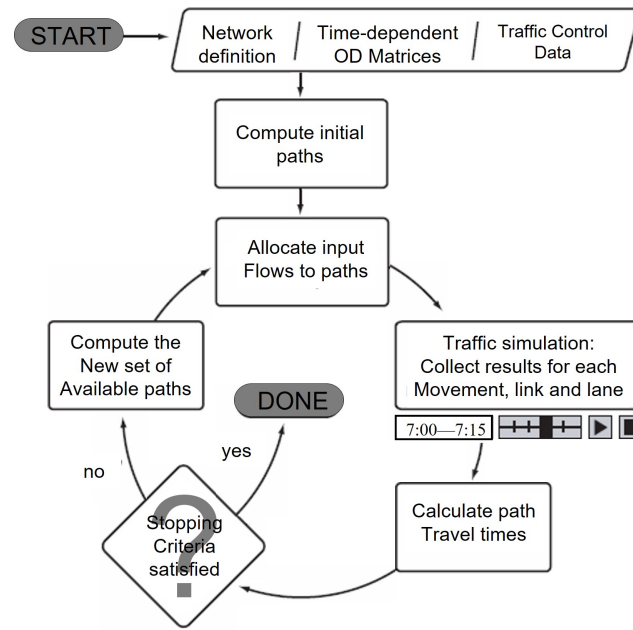 START
Network
definition
Time-dependent
OD Matrices
Traffic Control
Data
Compute initial
paths
Allocate input
Flows to paths
Compute the
New set of
Available paths
Traffic simulation:
Collect results for each
Movement, link and lane
7:00—7:15
DONE
yes
no
?
Stopping
Criteria
satisfied
Calculate path
Travel times